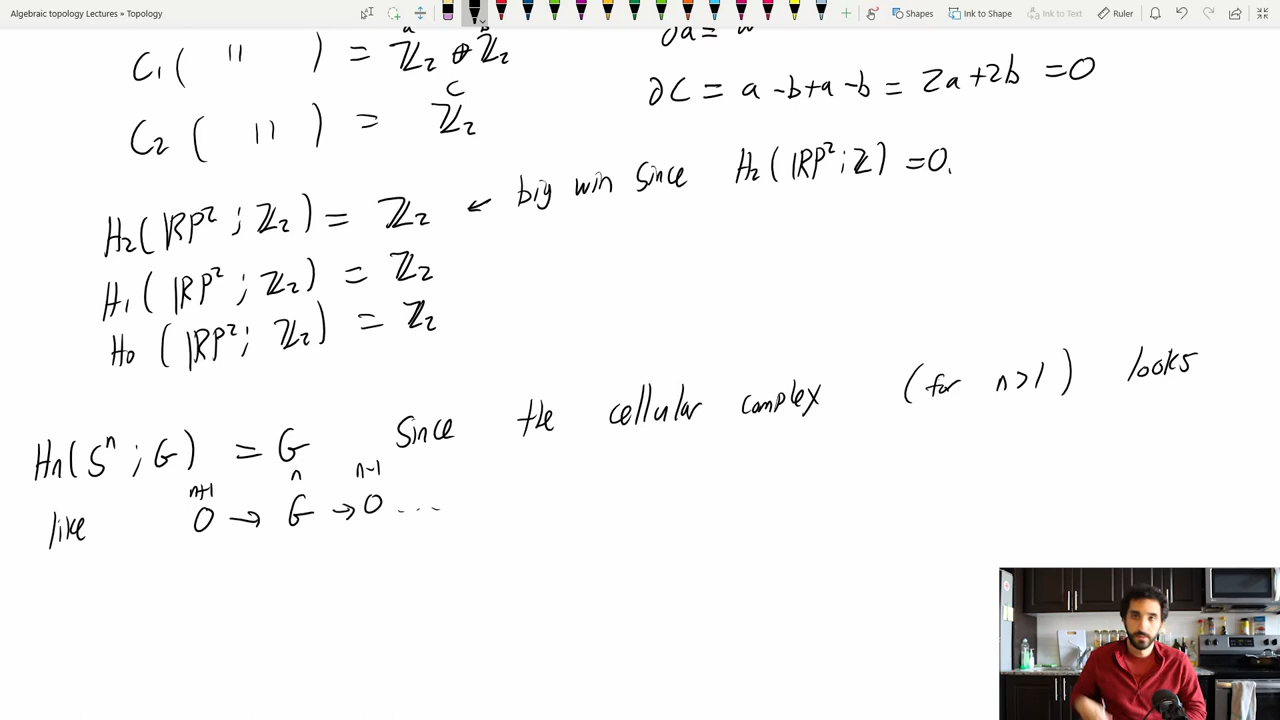 Algebraic topology Lectures » Topology
Shapes Ink to Shape Ink to Text Ruler
C₁( " ) = ℤ₂ ⊕ ℤ₂
a
C₂( " ) = ℤ₂
c
∂C = a - b + a - b = 2a + 2b = 0
H₂(ℝP²; ℤ₂) = ℤ₂ ← big win since H₂(ℝP²; ℤ) = 0.
H₁(ℝP²; ℤ₂) = ℤ₂
H₀(ℝP²; ℤ₂) = ℤ₂
Hₙ(Sⁿ; G) = G Since the cellular complex (for n>1) looks
n+1 n n-1
like 0 → G → 0 ...